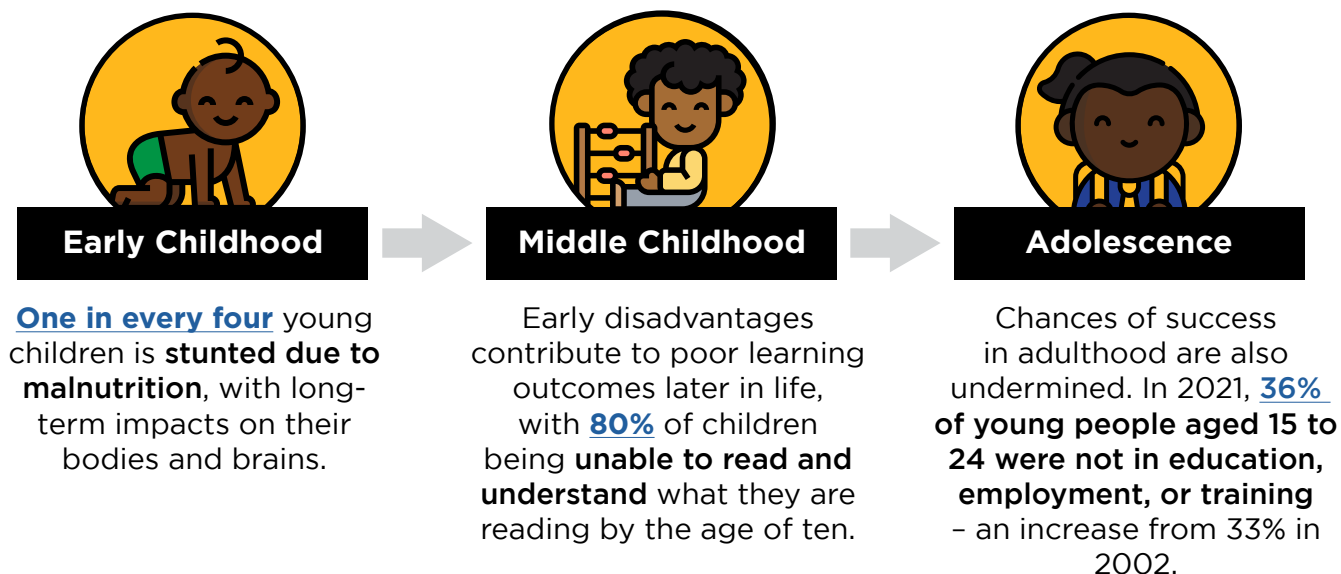 Early Childhood
One in every four young
children is stunted due to
malnutrition, with long-
term impacts on their
bodies and brains.
Middle Childhood
Early disadvantages
contribute to poor learning
outcomes later in life,
with 80% of children
being unable to read and
understand what they are
reading by the age of ten.
Adolescence
Chances of success
in adulthood are also
undermined. In 2021, 36%
of young people aged 15 to
24 were not in education,
employment, or training
– an increase from 33% in
2002.